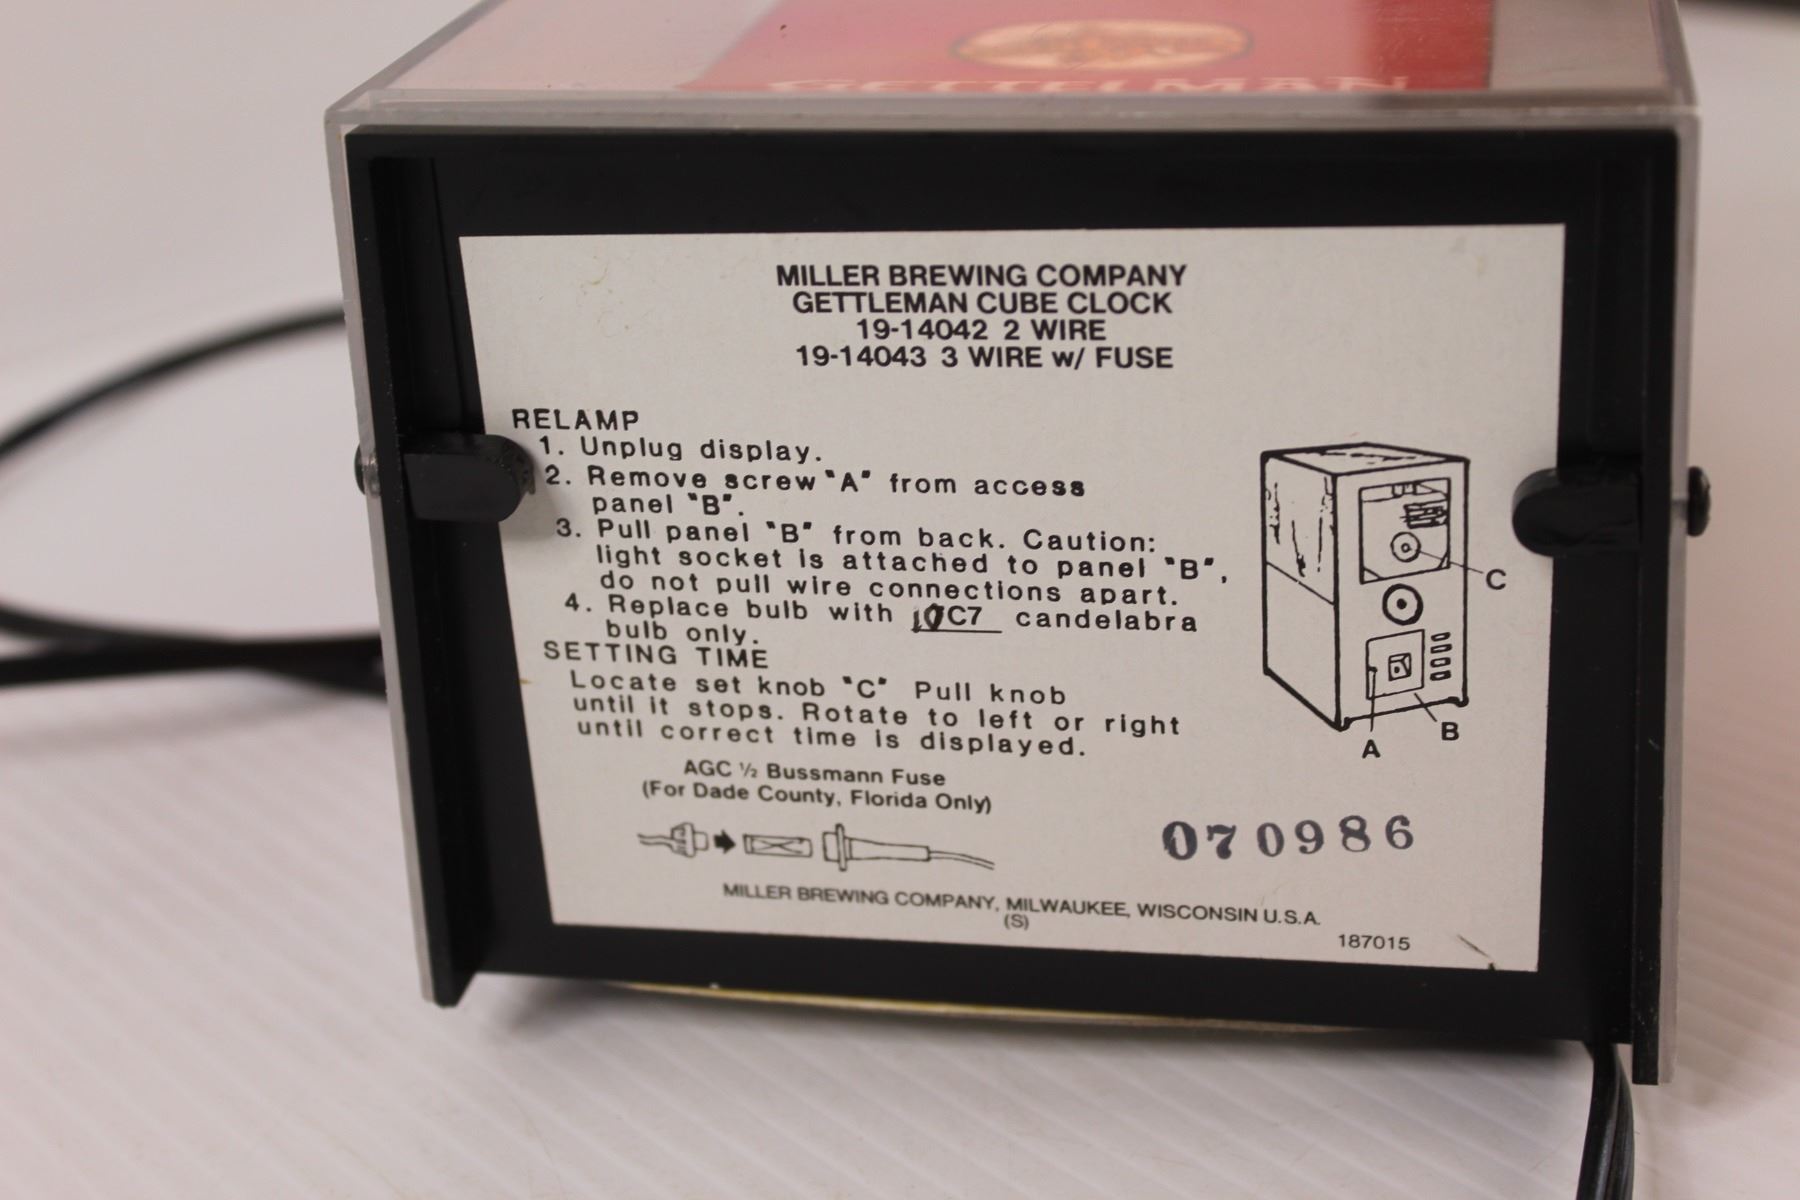 GETTELMAN
MILLER BREWING COMPANY
GETTLEMAN CUBE CLOCK
19-14042 2 WIRE
19-14043 3 WIRE w/ FUSE
RELAMP
1. Unplug display.
2. Remove screw "A" from access
panel "B".
3. Pull panel "B" from back. Caution:
light socket is attached to panel "B",
do not pull wire connections apart.
4. Replace bulb with 10C7 candelabra
bulb only.
SETTING TIME
Locate set knob "C" Pull knob
until it stops. Rotate to left or right
until correct time is displayed.
C
B
A
AGC ½ Bussmann Fuse
(For Dade County, Florida Only)
070986
MILLER BREWING COMPANY, MILWAUKEE, WISCONSIN U.S.A.
(S)
187015